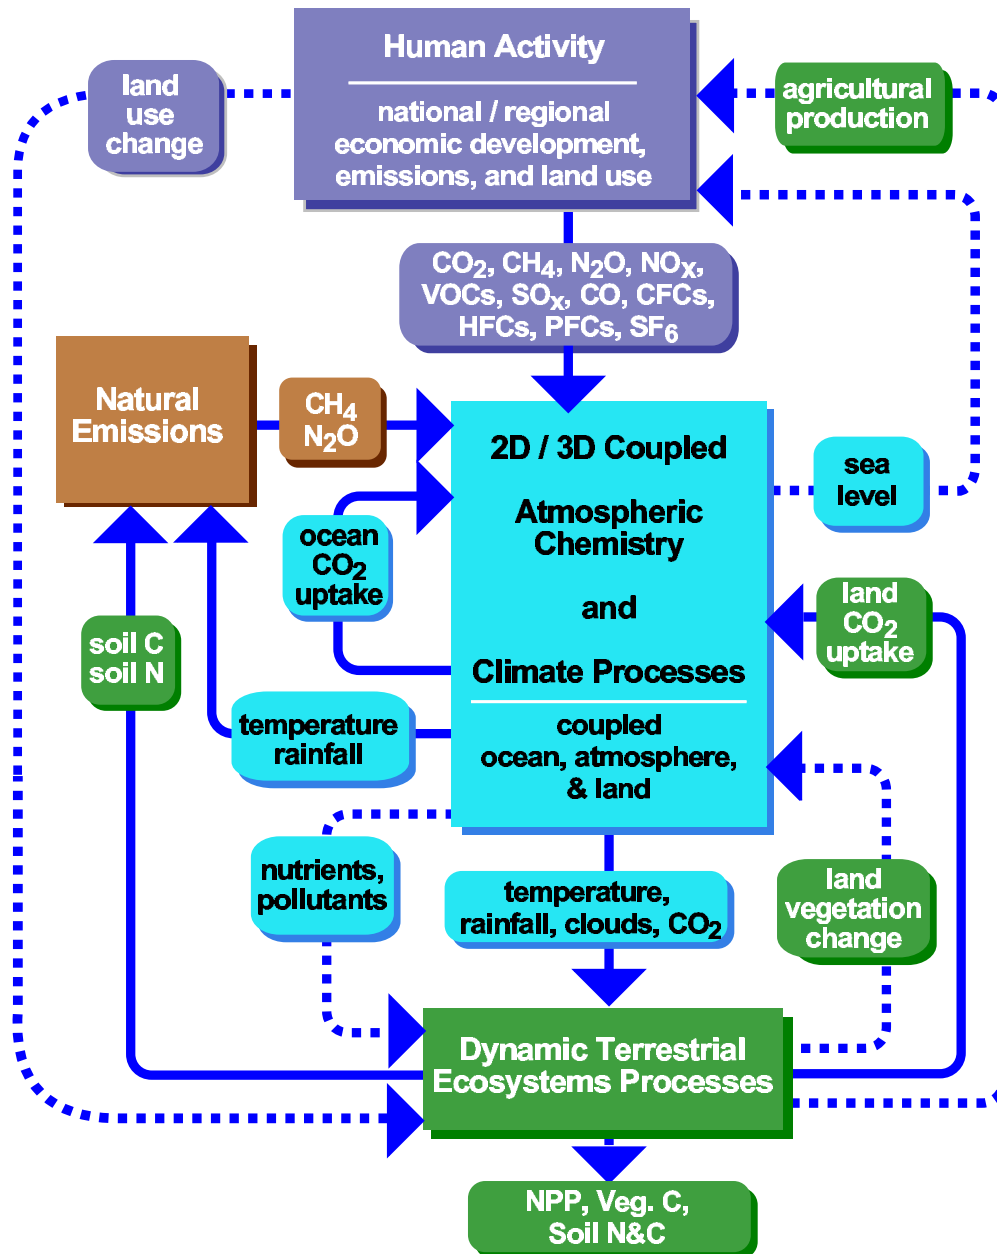 Human Activity
national / regional
economic development,
emissions, and land use
land
use
change
agricultural
production
CO₂, CH₄, N₂O, NOₓ,
VOCs, SOₓ, CO, CFCs,
HFCs, PFCs, SF₆
Natural
Emissions
CH₄
N₂O
2D / 3D Coupled
Atmospheric
Chemistry
and
Climate Processes
coupled
ocean, atmosphere,
& land
sea
level
ocean
CO₂
uptake
land
CO₂
uptake
soil C
soil N
temperature
rainfall
nutrients,
pollutants
temperature,
rainfall, clouds, CO₂
land
vegetation
change
Dynamic Terrestrial
Ecosystems Processes
NPP, Veg. C,
Soil N&C